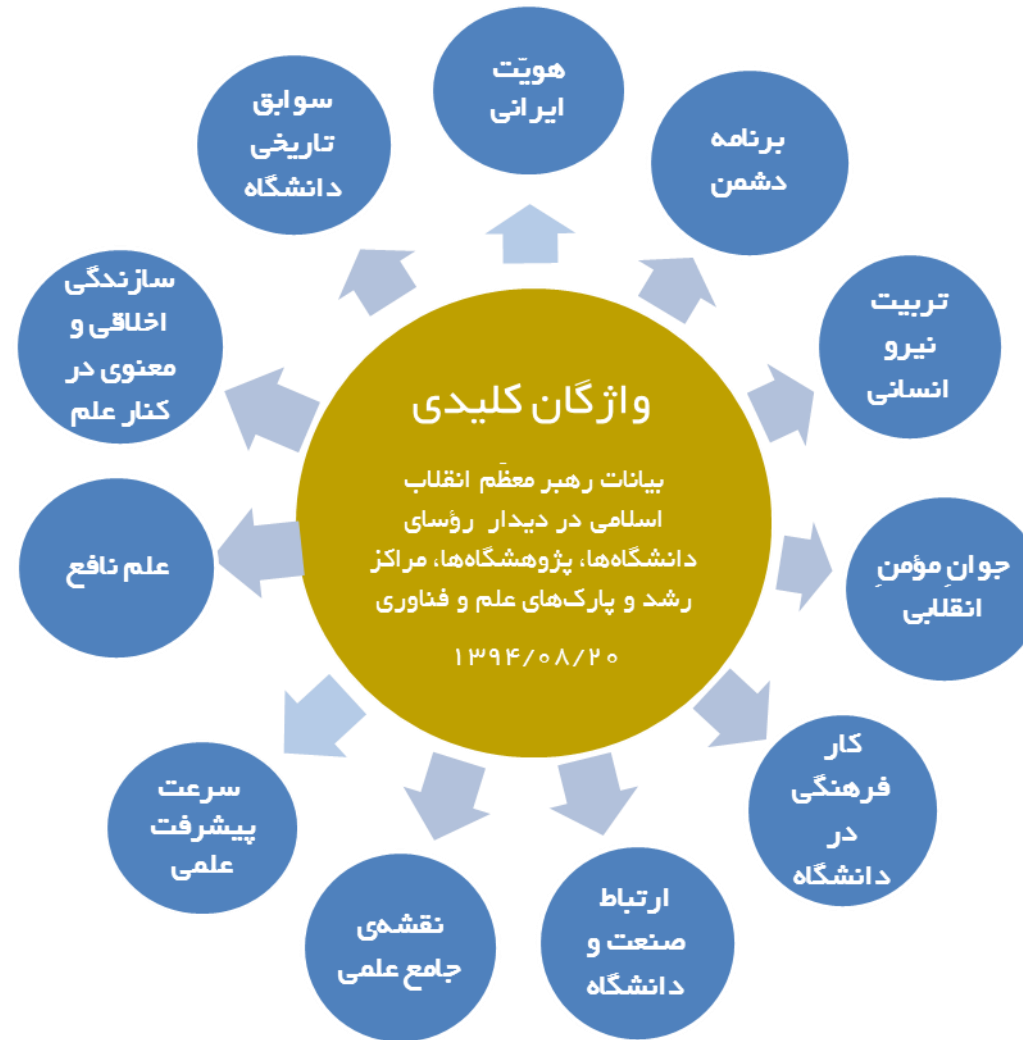 واژگان کلیدی
بیانات رهبر معظّم انقلاب
اسلامی در دیدار رؤسای
دانشگاه‌ها، پژوهشگاه‌ها، مراکز
رشد و پارک‌های علم و فناوری
۱۳۹۴/۰۸/۲۰
هویّت
ایرانی
برنامه
دشمن
تربیت
نیرو
انسانی
جوانِ مؤمنِ
انقلابی
کار
فرهنگی
در
دانشگاه
ارتباط
صنعت و
دانشگاه
نقشه‌ی
جامع علمی
سرعت
پیشرفت
علمی
علم نافع
سازندگی
اخلاقی و
معنوی در
کنار علم
سوابق
تاریخی
دانشگاه